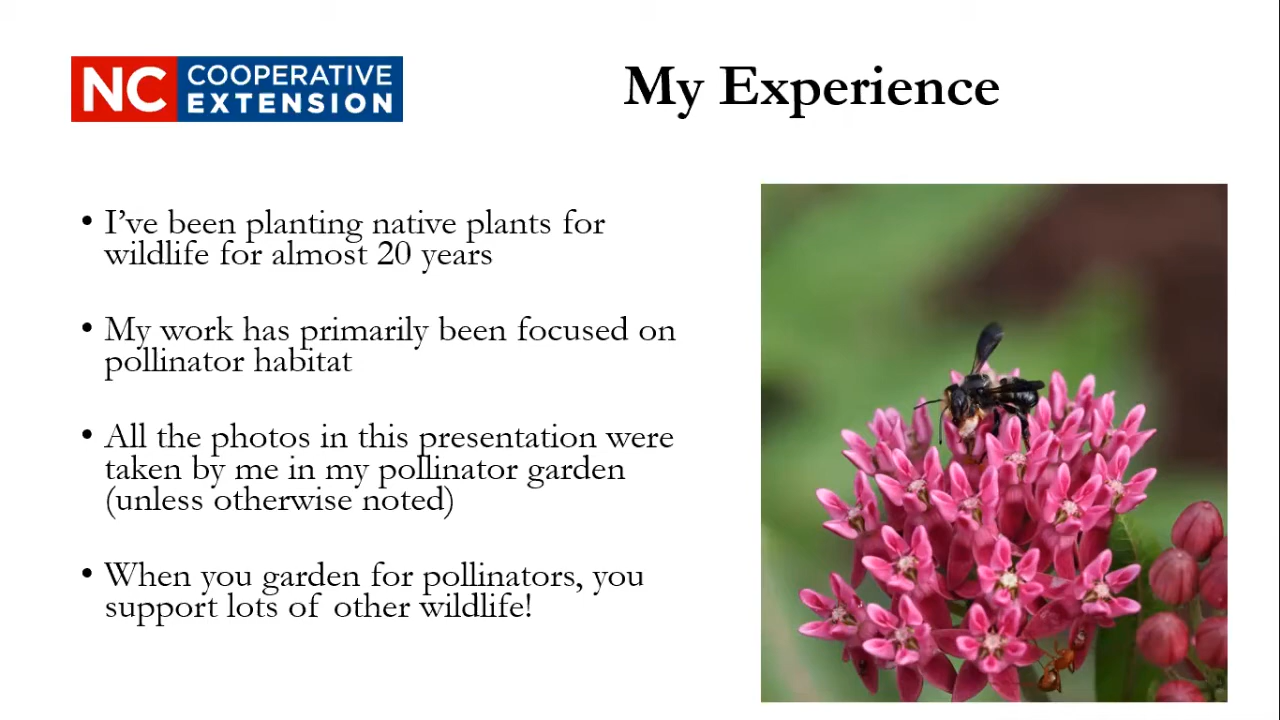 NC COOPERATIVE
EXTENSION
My Experience
• I've been planting native plants for
wildlife for almost 20 years
• My work has primarily been focused on
pollinator habitat
• All the photos in this presentation were
taken by me in my pollinator garden
(unless otherwise noted)
• When you garden for pollinators, you
support lots of other wildlife!